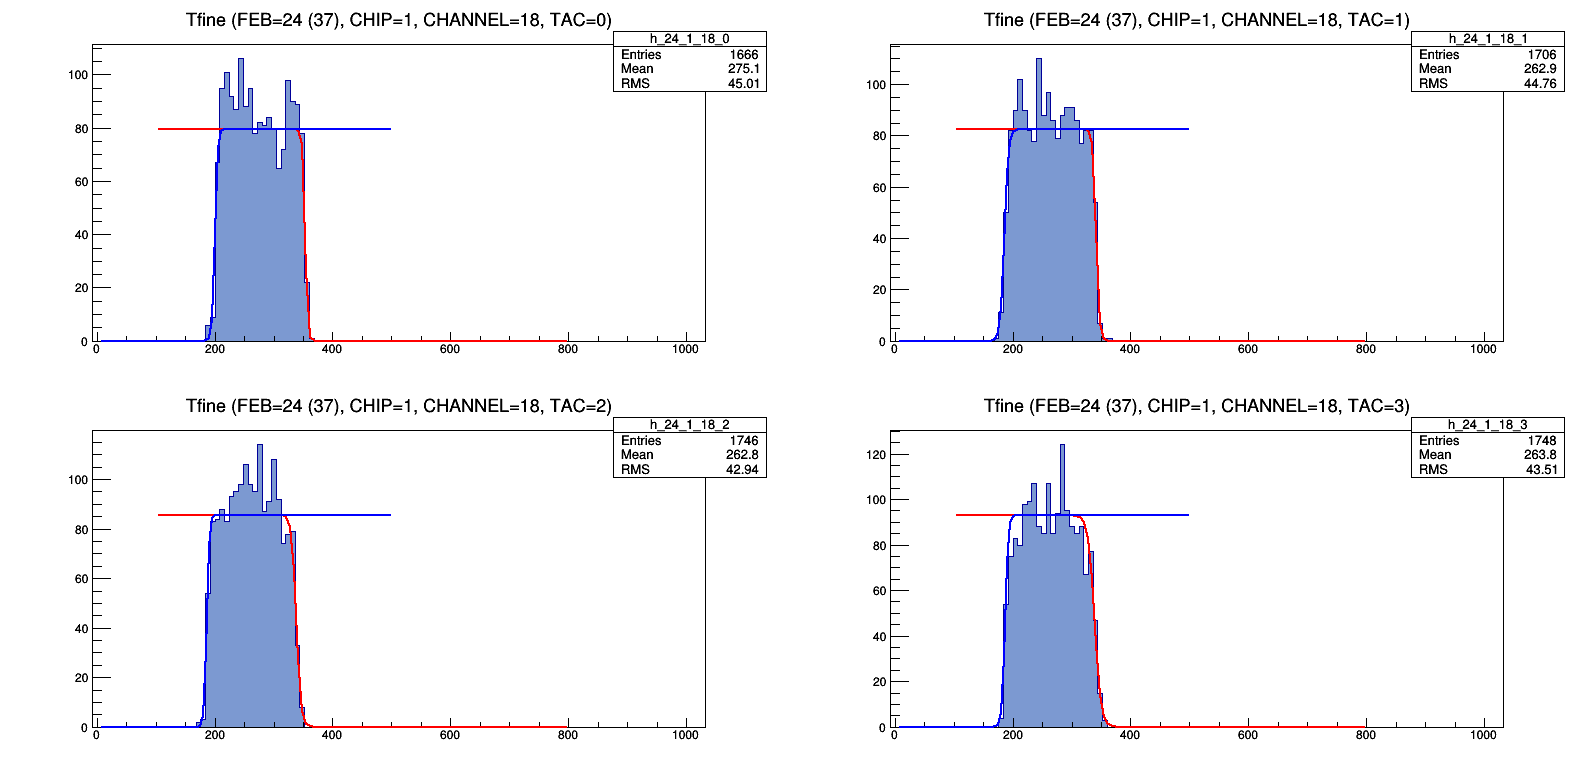 Tfine (FEB=24 (37), CHIP=1, CHANNEL=18, TAC=0)
h_24_1_18_0
Entries 1666
Mean 275.1
RMS 45.01
100
80
60
40
20
0
0 200 400 600 800 1000
Tfine (FEB=24 (37), CHIP=1, CHANNEL=18, TAC=1)
h_24_1_18_1
Entries 1706
Mean 262.9
RMS 44.76
100
80
60
40
20
0
0 200 400 600 800 1000
Tfine (FEB=24 (37), CHIP=1, CHANNEL=18, TAC=2)
h_24_1_18_2
Entries 1746
Mean 262.8
RMS 42.94
100
80
60
40
20
0
0 200 400 600 800 1000
Tfine (FEB=24 (37), CHIP=1, CHANNEL=18, TAC=3)
h_24_1_18_3
Entries 1748
Mean 263.8
RMS 43.51
120
100
80
60
40
20
0
0 200 400 600 800 1000